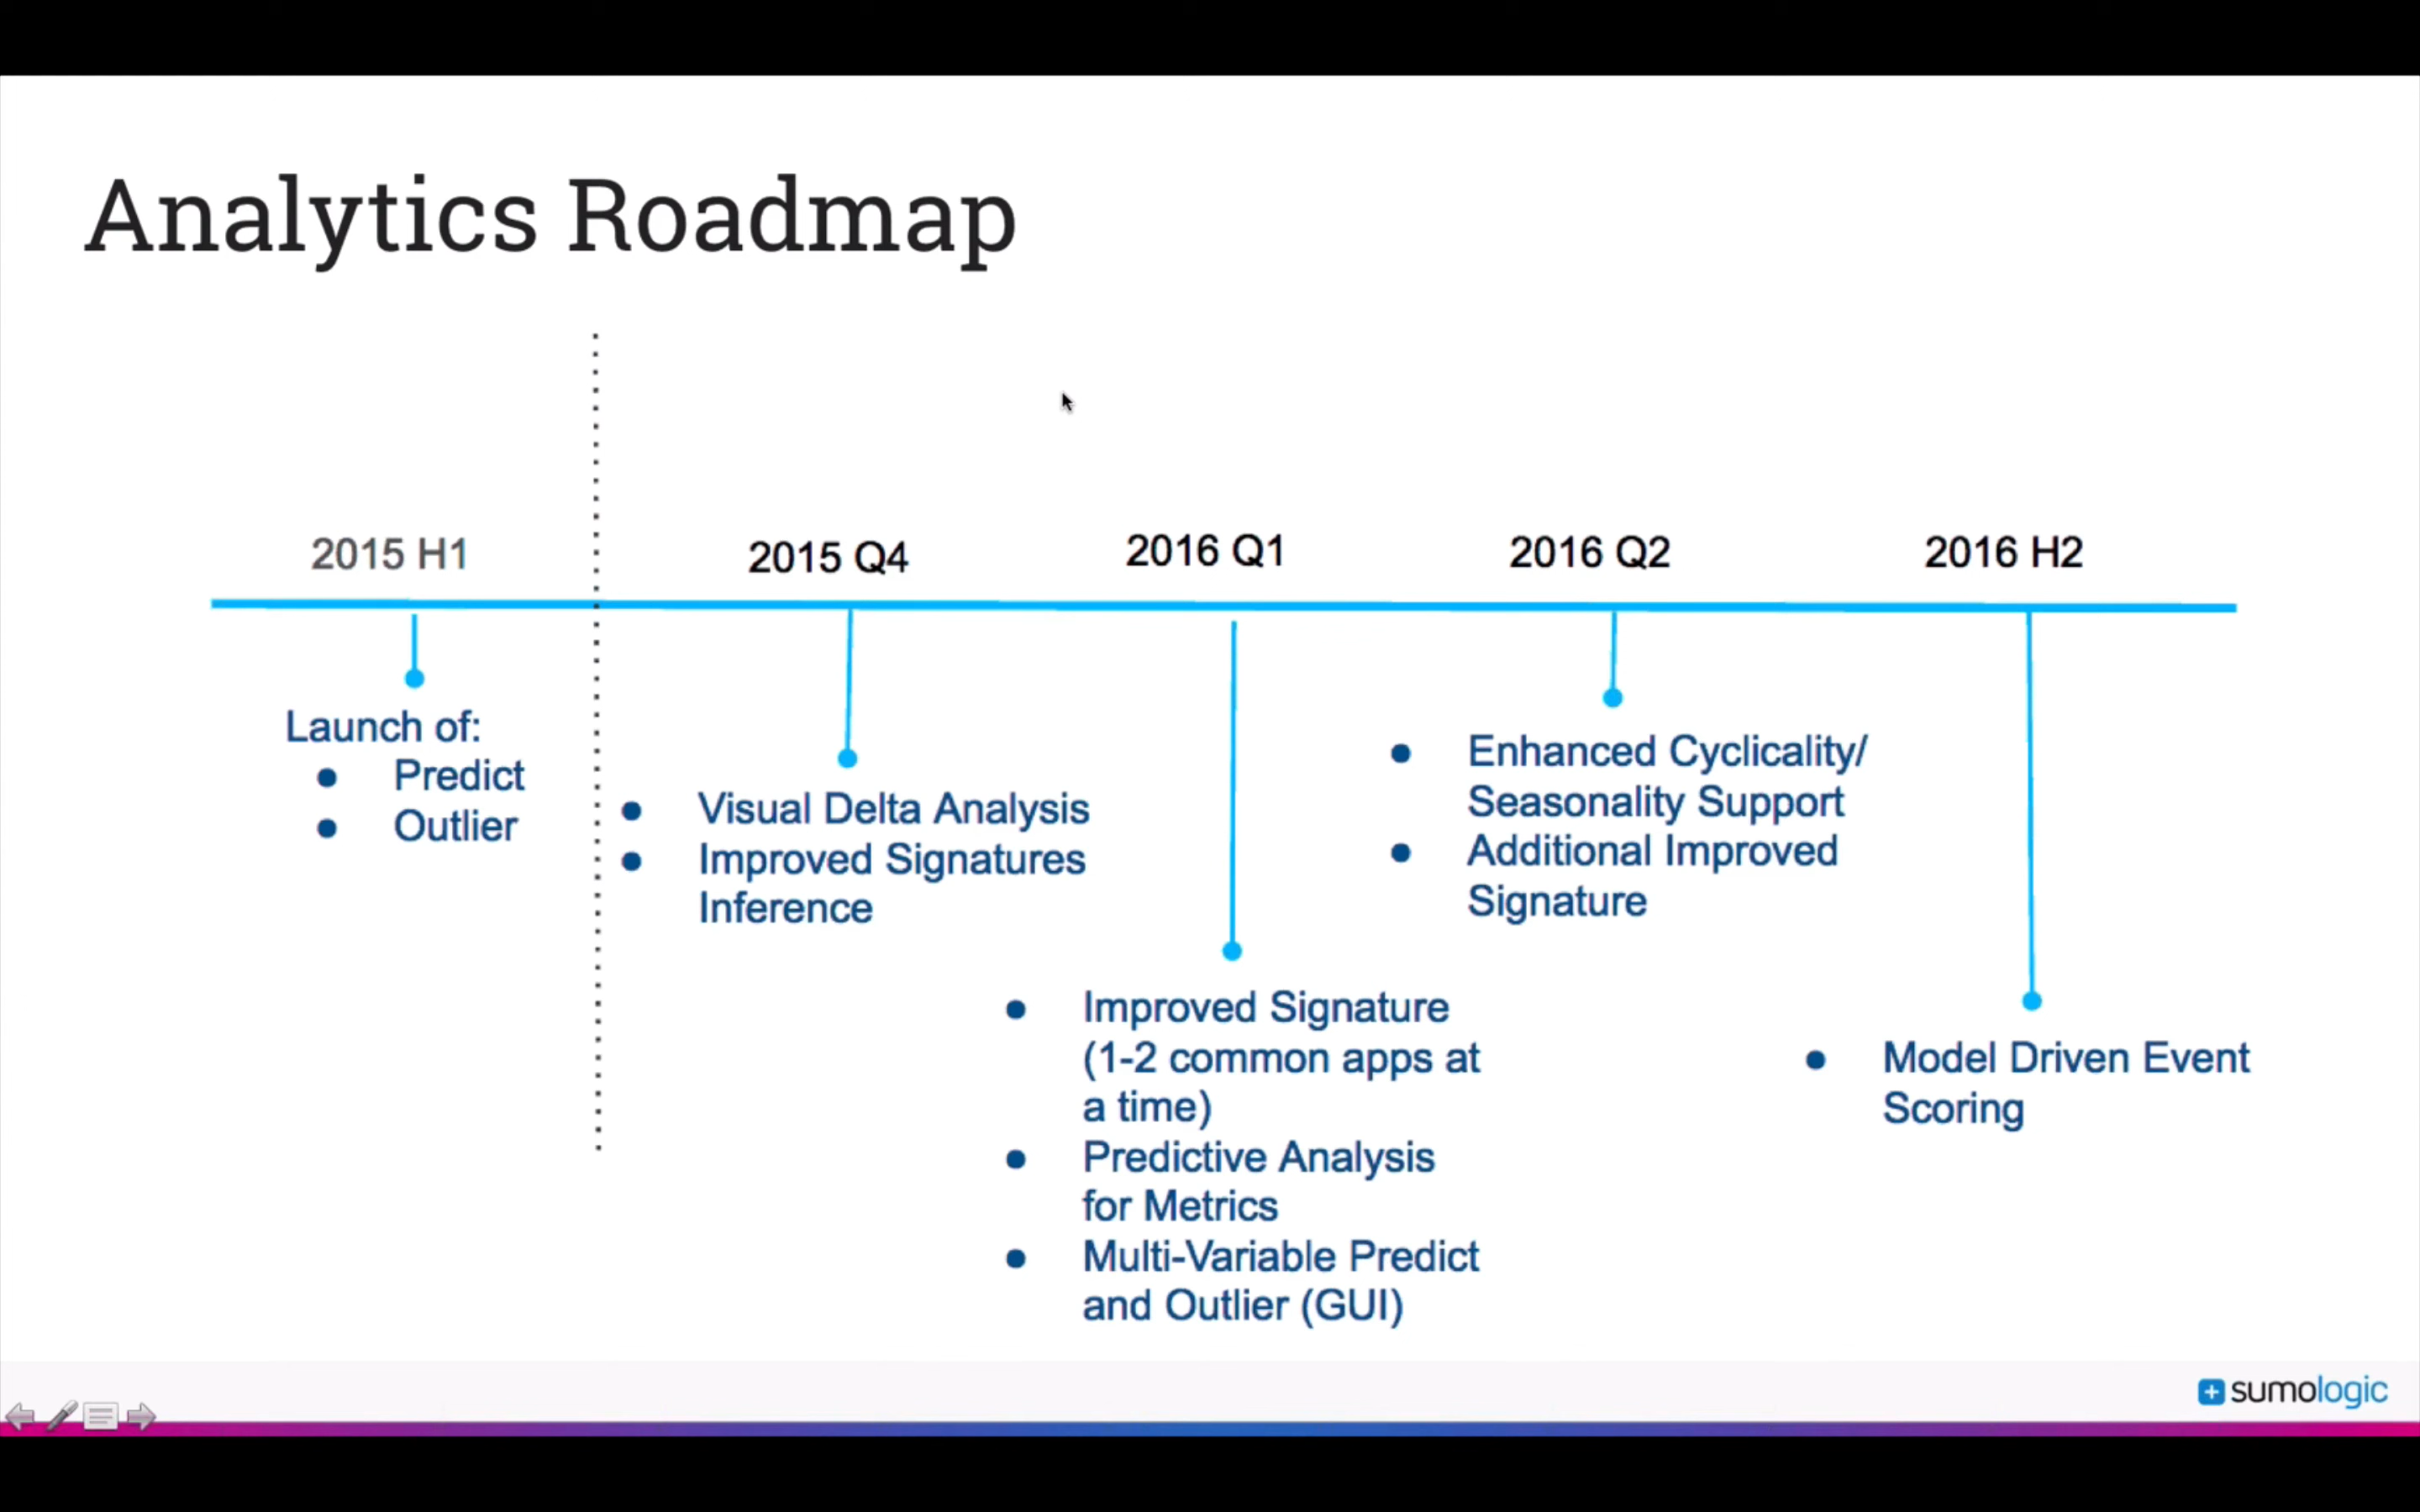 Analytics Roadmap
2015 H1
2015 Q4
2016 Q1
2016 Q2
2016 H2
Launch of:
● Predict
● Outlier
● Visual Delta Analysis
● Improved Signatures
Inference
● Improved Signature
(1-2 common apps at
a time)
● Predictive Analysis
for Metrics
● Multi-Variable Predict
and Outlier (GUI)
● Enhanced Cyclicality/
Seasonality Support
● Additional Improved
Signature
● Model Driven Event
Scoring
sumologic